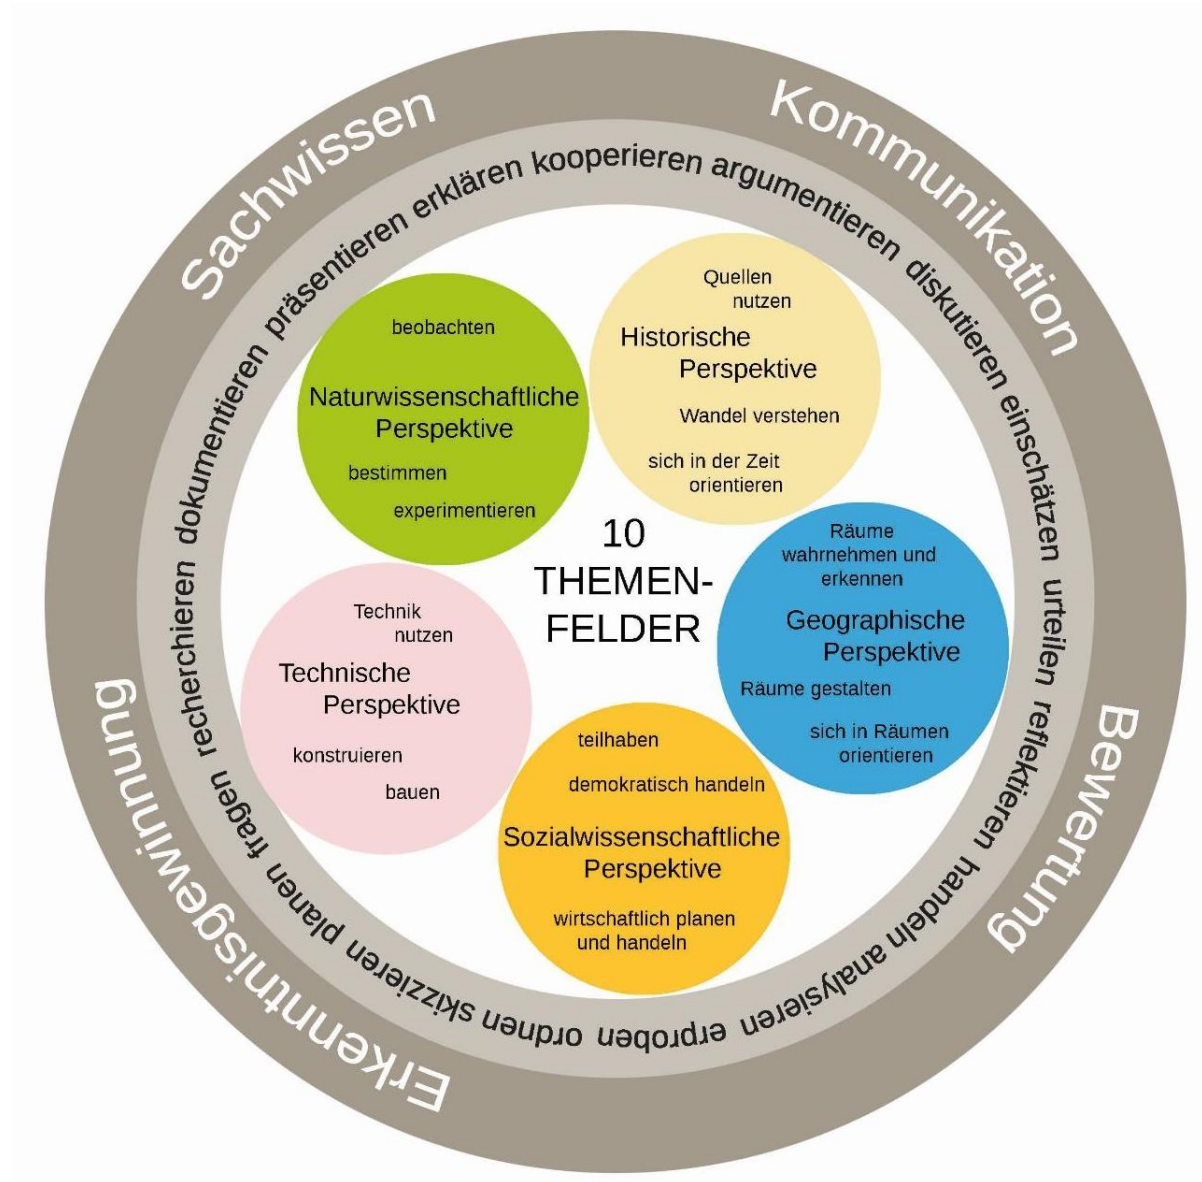 Sachwissen
Kommunikation
Bewertung
Erkenntnisgewinnung
recherchieren dokumentieren präsentieren erklären kooperieren argumentieren diskutieren einschätzen urteilen reflektieren handeln analysieren erproben ordnen skizzieren planen fragen
beobachten
Naturwissenschaftliche
Perspektive
bestimmen
experimentieren
Quellen
nutzen
Historische
Perspektive
Wandel verstehen
sich in der Zeit
orientieren
10
THEMEN-
FELDER
Räume
wahrnehmen und
erkennen
Geographische
Perspektive
Räume gestalten
sich in Räumen
orientieren
Technik
nutzen
Technische
Perspektive
konstruieren
bauen
teilhaben
demokratisch handeln
Sozialwissenschaftliche
Perspektive
wirtschaftlich planen
und handeln